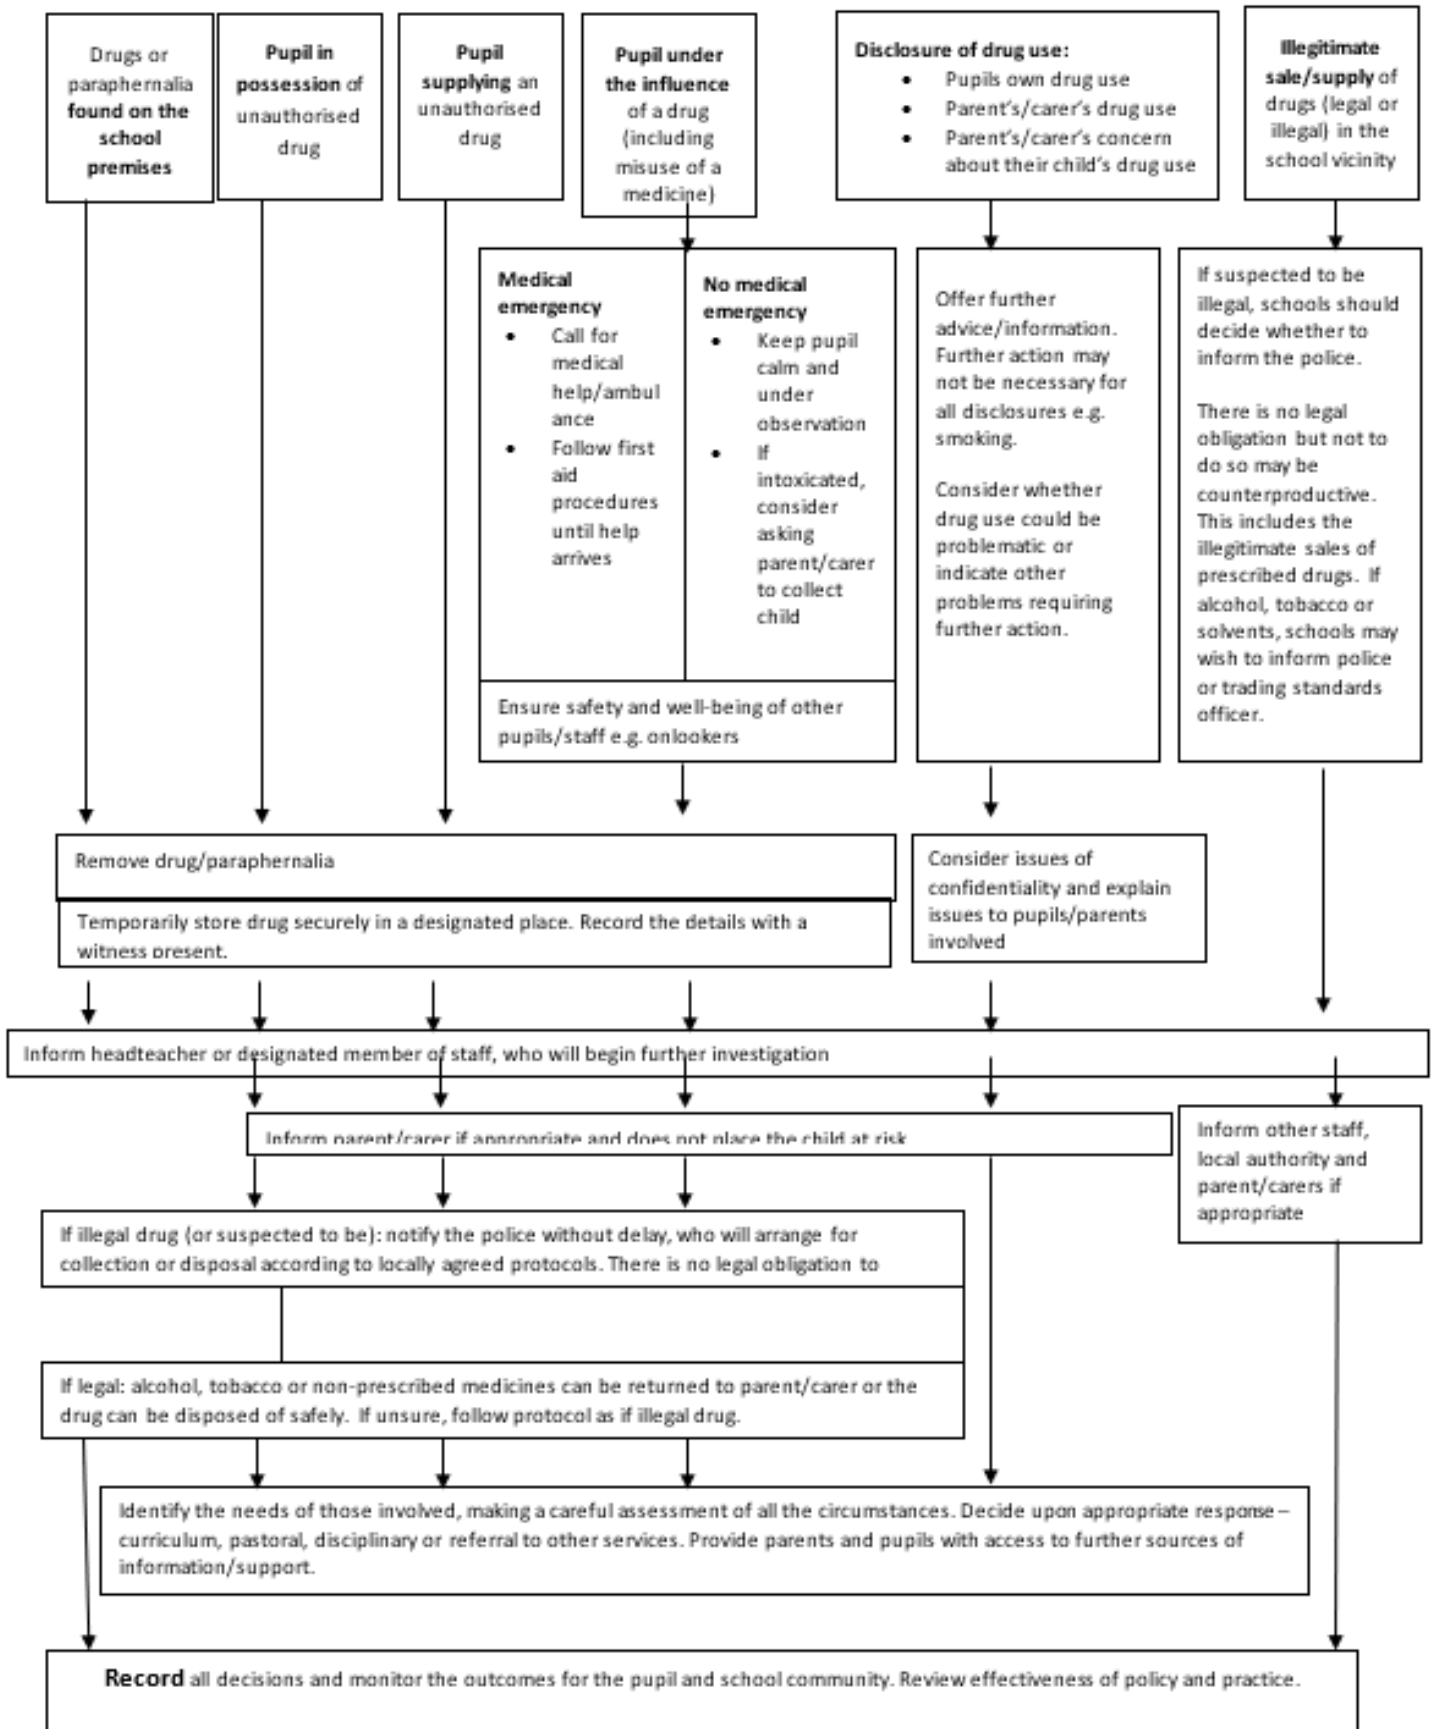 Drugs or
paraphernalia
found on the
school
premises
Pupil in
possession of
unauthorised
drug
Pupil
supplying an
unauthorised
drug
Pupil under
the influence
of a drug
(including
misuse of a
medicine)
Disclosure of drug use:
• Pupils own drug use
• Parent's/carer's drug use
• Parent's/carer's concern
about their child's drug use
Illegitimate
sale/supply of
drugs (legal or
illegal) in the
school vicinity
Medical
emergency
• Call for
medical
help/ambul
ance
• Follow first
aid
procedures
until help
arrives
No medical
emergency
• Keep pupil
calm and
under
observation
• If
intoxicated,
consider
asking
parent/carer
to collect
child
Ensure safety and well-being of other
pupils/staff e.g. onlookers
Offer further
advice/information.
Further action may
not be necessary for
all disclosures e.g.
smoking.
Consider whether
drug use could be
problematic or
indicate other
problems requiring
further action.
If suspected to be
illegal, schools should
decide whether to
inform the police.
There is no legal
obligation but not to
do so may be
counterproductive.
This includes the
illegitimate sales of
prescribed drugs. If
alcohol, tobacco or
solvents, schools may
wish to inform police
or trading standards
officer.
Remove drug/paraphernalia
Temporarily store drug securely in a designated place. Record the details with a
witness present.
Consider issues of
confidentiality and explain
issues to pupils/parents
involved
Inform headteacher or designated member of staff, who will begin further investigation
Inform parent/carer if appropriate and does not place the child at risk
Inform other staff,
local authority and
parent/carers if
appropriate
If illegal drug (or suspected to be): notify the police without delay, who will arrange for
collection or disposal according to locally agreed protocols. There is no legal obligation to
If legal: alcohol, tobacco or non-prescribed medicines can be returned to parent/carer or the
drug can be disposed of safely. If unsure, follow protocol as if illegal drug.
Identify the needs of those involved, making a careful assessment of all the circumstances. Decide upon appropriate response –
curriculum, pastoral, disciplinary or referral to other services. Provide parents and pupils with access to further sources of
information/support.
Record all decisions and monitor the outcomes for the pupil and school community. Review effectiveness of policy and practice.